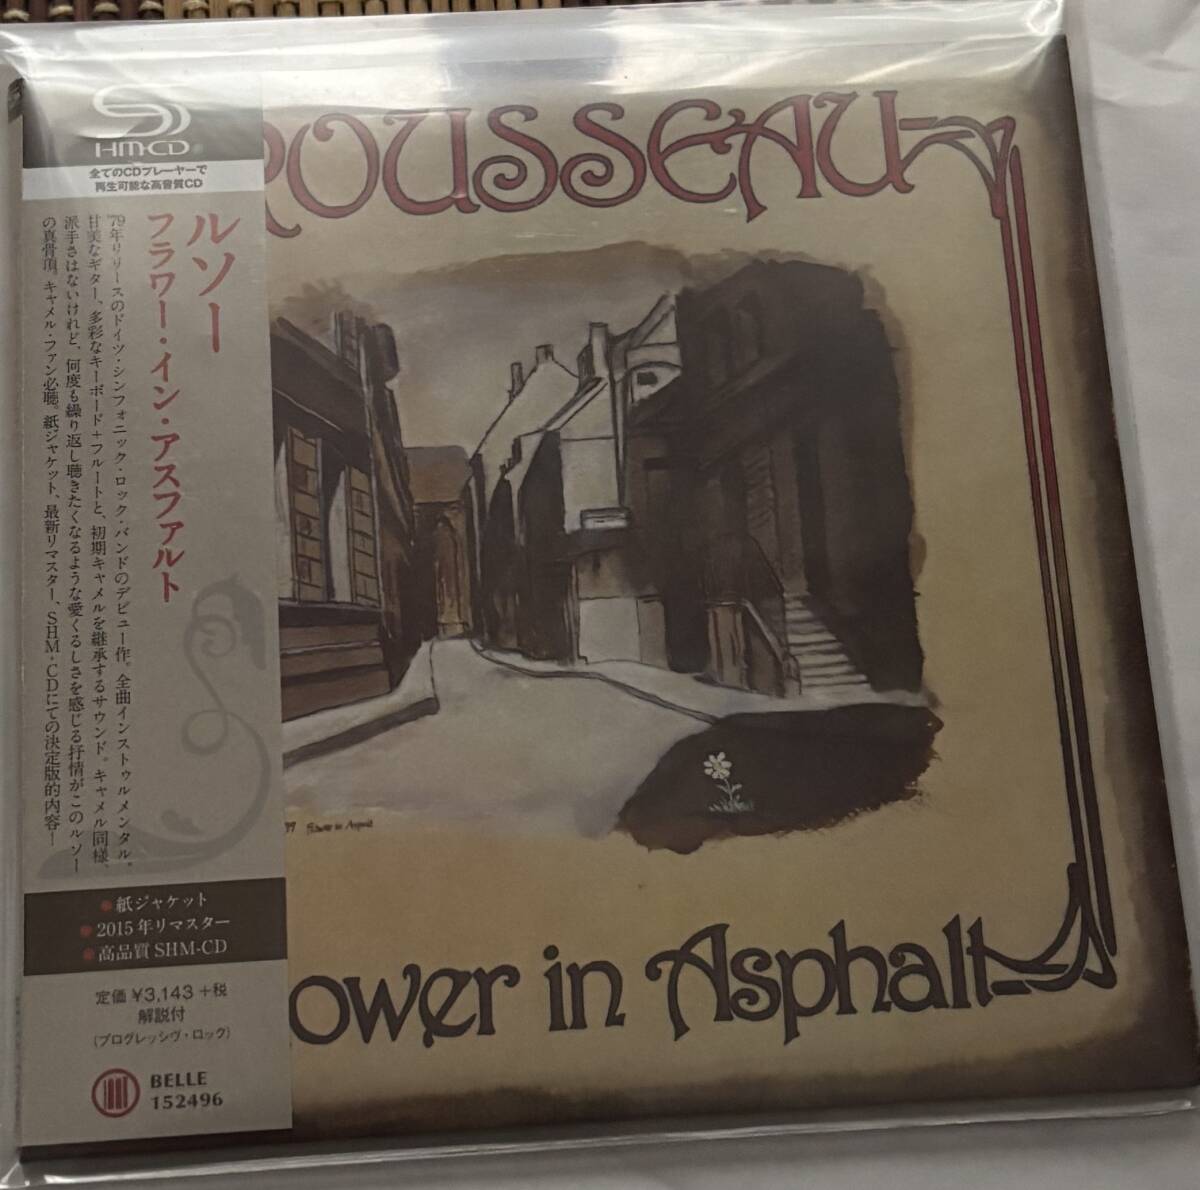 HM-CD
全てのCDプレーヤーで
再生可能な高音質CD
ルソー
フラワー・イン・アスファルト
'79年リリースのドイツ・シンフォニック・ロック・バンドのデビュー作。全曲インストゥルメンタル。
甘美なギター、多彩なキーボード+フルートと、初期キャメルを継承するサウンド。キャメル同様、
派手さはないけれど、何度も繰り返し聴きたくなるような愛くるしさを感じる抒情がこのルソー
の真骨頂。キャメル・ファン必聴。紙ジャケット、最新リマスター、SHM-CDにての決定版的内容!
紙ジャケット
2015年リマスター
高品質 SHM-CD
定価 ¥3,143 +税
解説付
(プログレッシヴ・ロック)
BELLE
152496
ROUSSEAU
Flower in Asphalt
lower in Asphalt